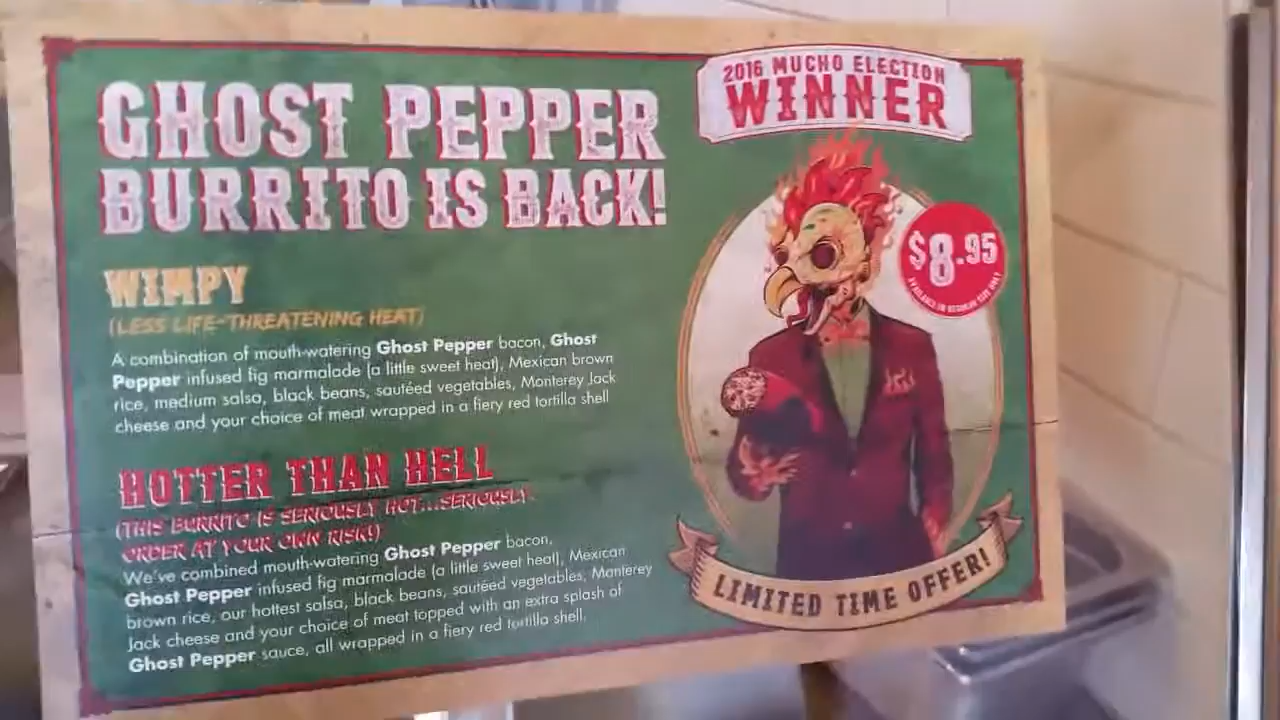 GHOST PEPPER
BURRITO IS BACK!
WIMPY
(LESS LIFE-THREATENING HEAT)
A combination of mouth-watering Ghost Pepper bacon, Ghost
Pepper infused fig marmalade (a little sweet heat), Mexican brown
rice, medium salsa, black beans, sautéed vegetables, Monterey Jack
cheese and your choice of meat wrapped in a fiery red tortilla shell
HOTTER THAN HELL
(THIS BURRITO IS SERIOUSLY HOT...SERIOUSLY.
ORDER AT YOUR OWN RISK!)
We've combined mouth-watering Ghost Pepper bacon,
Ghost Pepper infused fig marmalade (a little sweet heat), Mexican
brown rice, our hottest salsa, black beans, sautéed vegetables, Monterey
Jack cheese and your choice of meat topped with an extra splash of
Ghost Pepper sauce, all wrapped in a fiery red tortilla shell.
2016 MUCHO ELECTION
WINNER
$8.95
AVAILABLE IN REGULAR SIZE ONLY
LIMITED TIME OFFER!